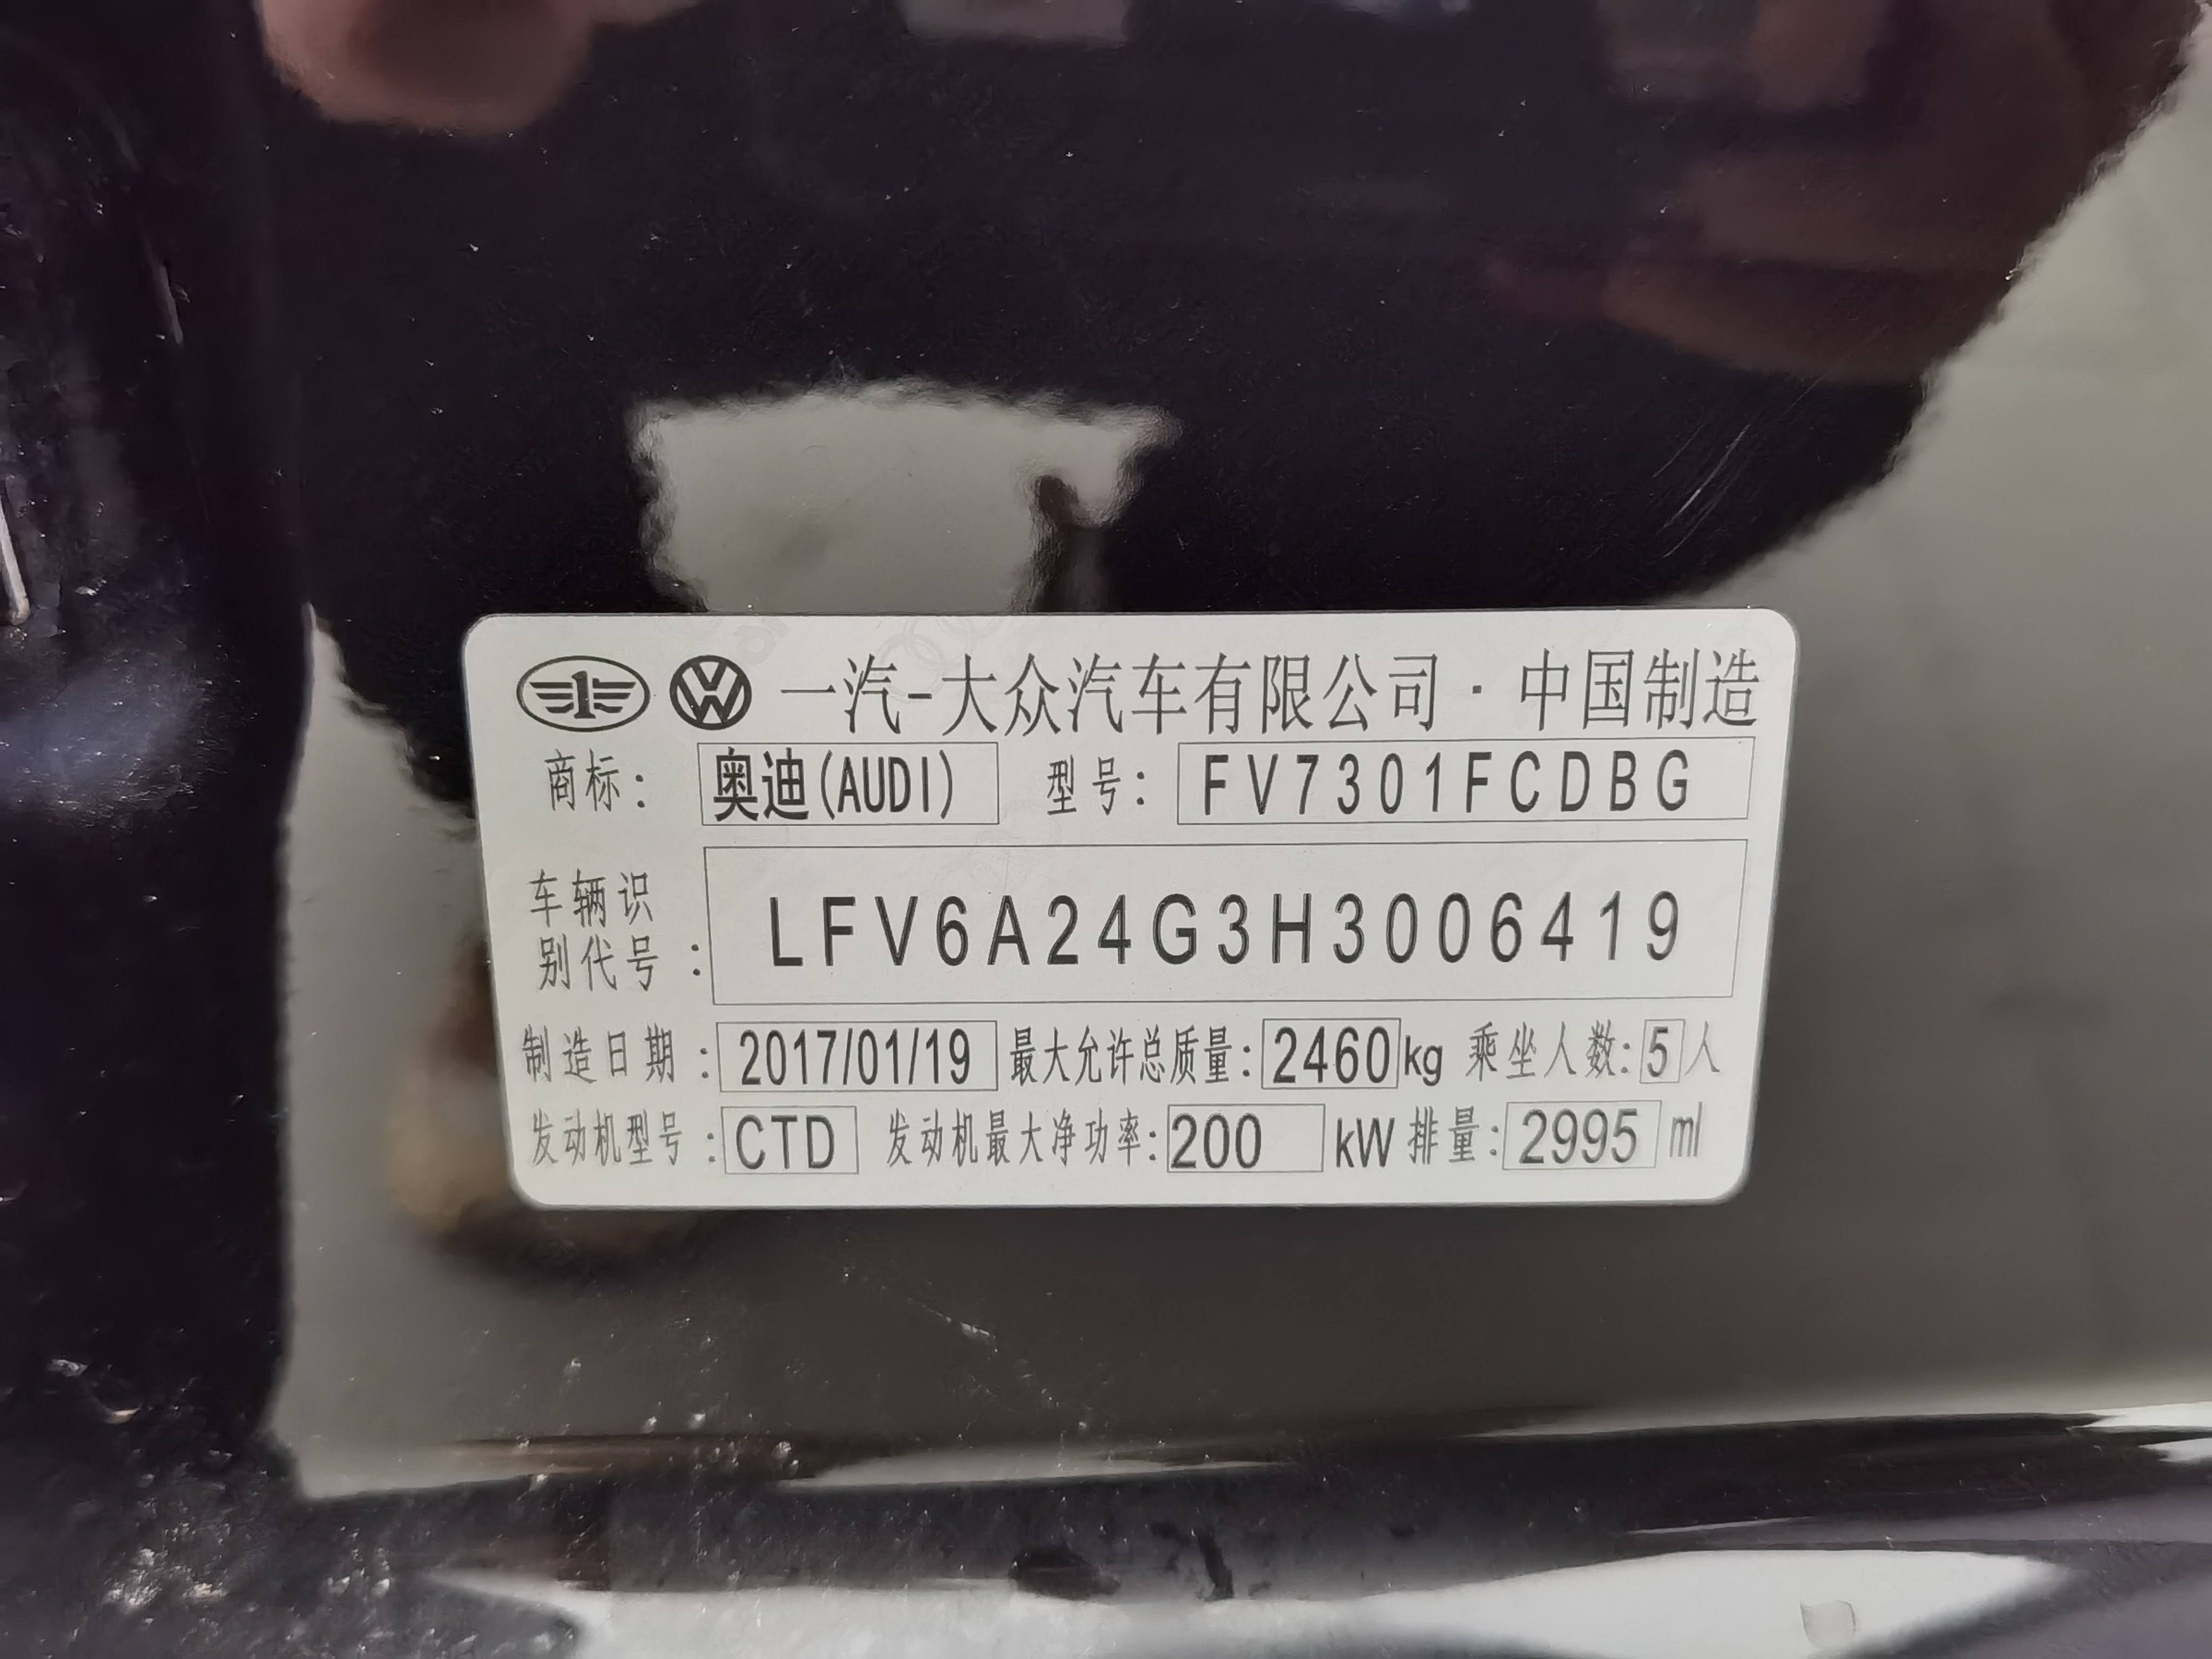 一汽-大众汽车有限公司·中国制造
商标: 奥迪(AUDI) 型号: FV7301FCDBG
车辆识别代号: LFV6A24G3H3006419
制造日期: 2017/01/19 最大允许总质量: 2460kg 乘坐人数: 5人
发动机型号: CTD 发动机最大净功率: 200 kW 排量: 2995 ml